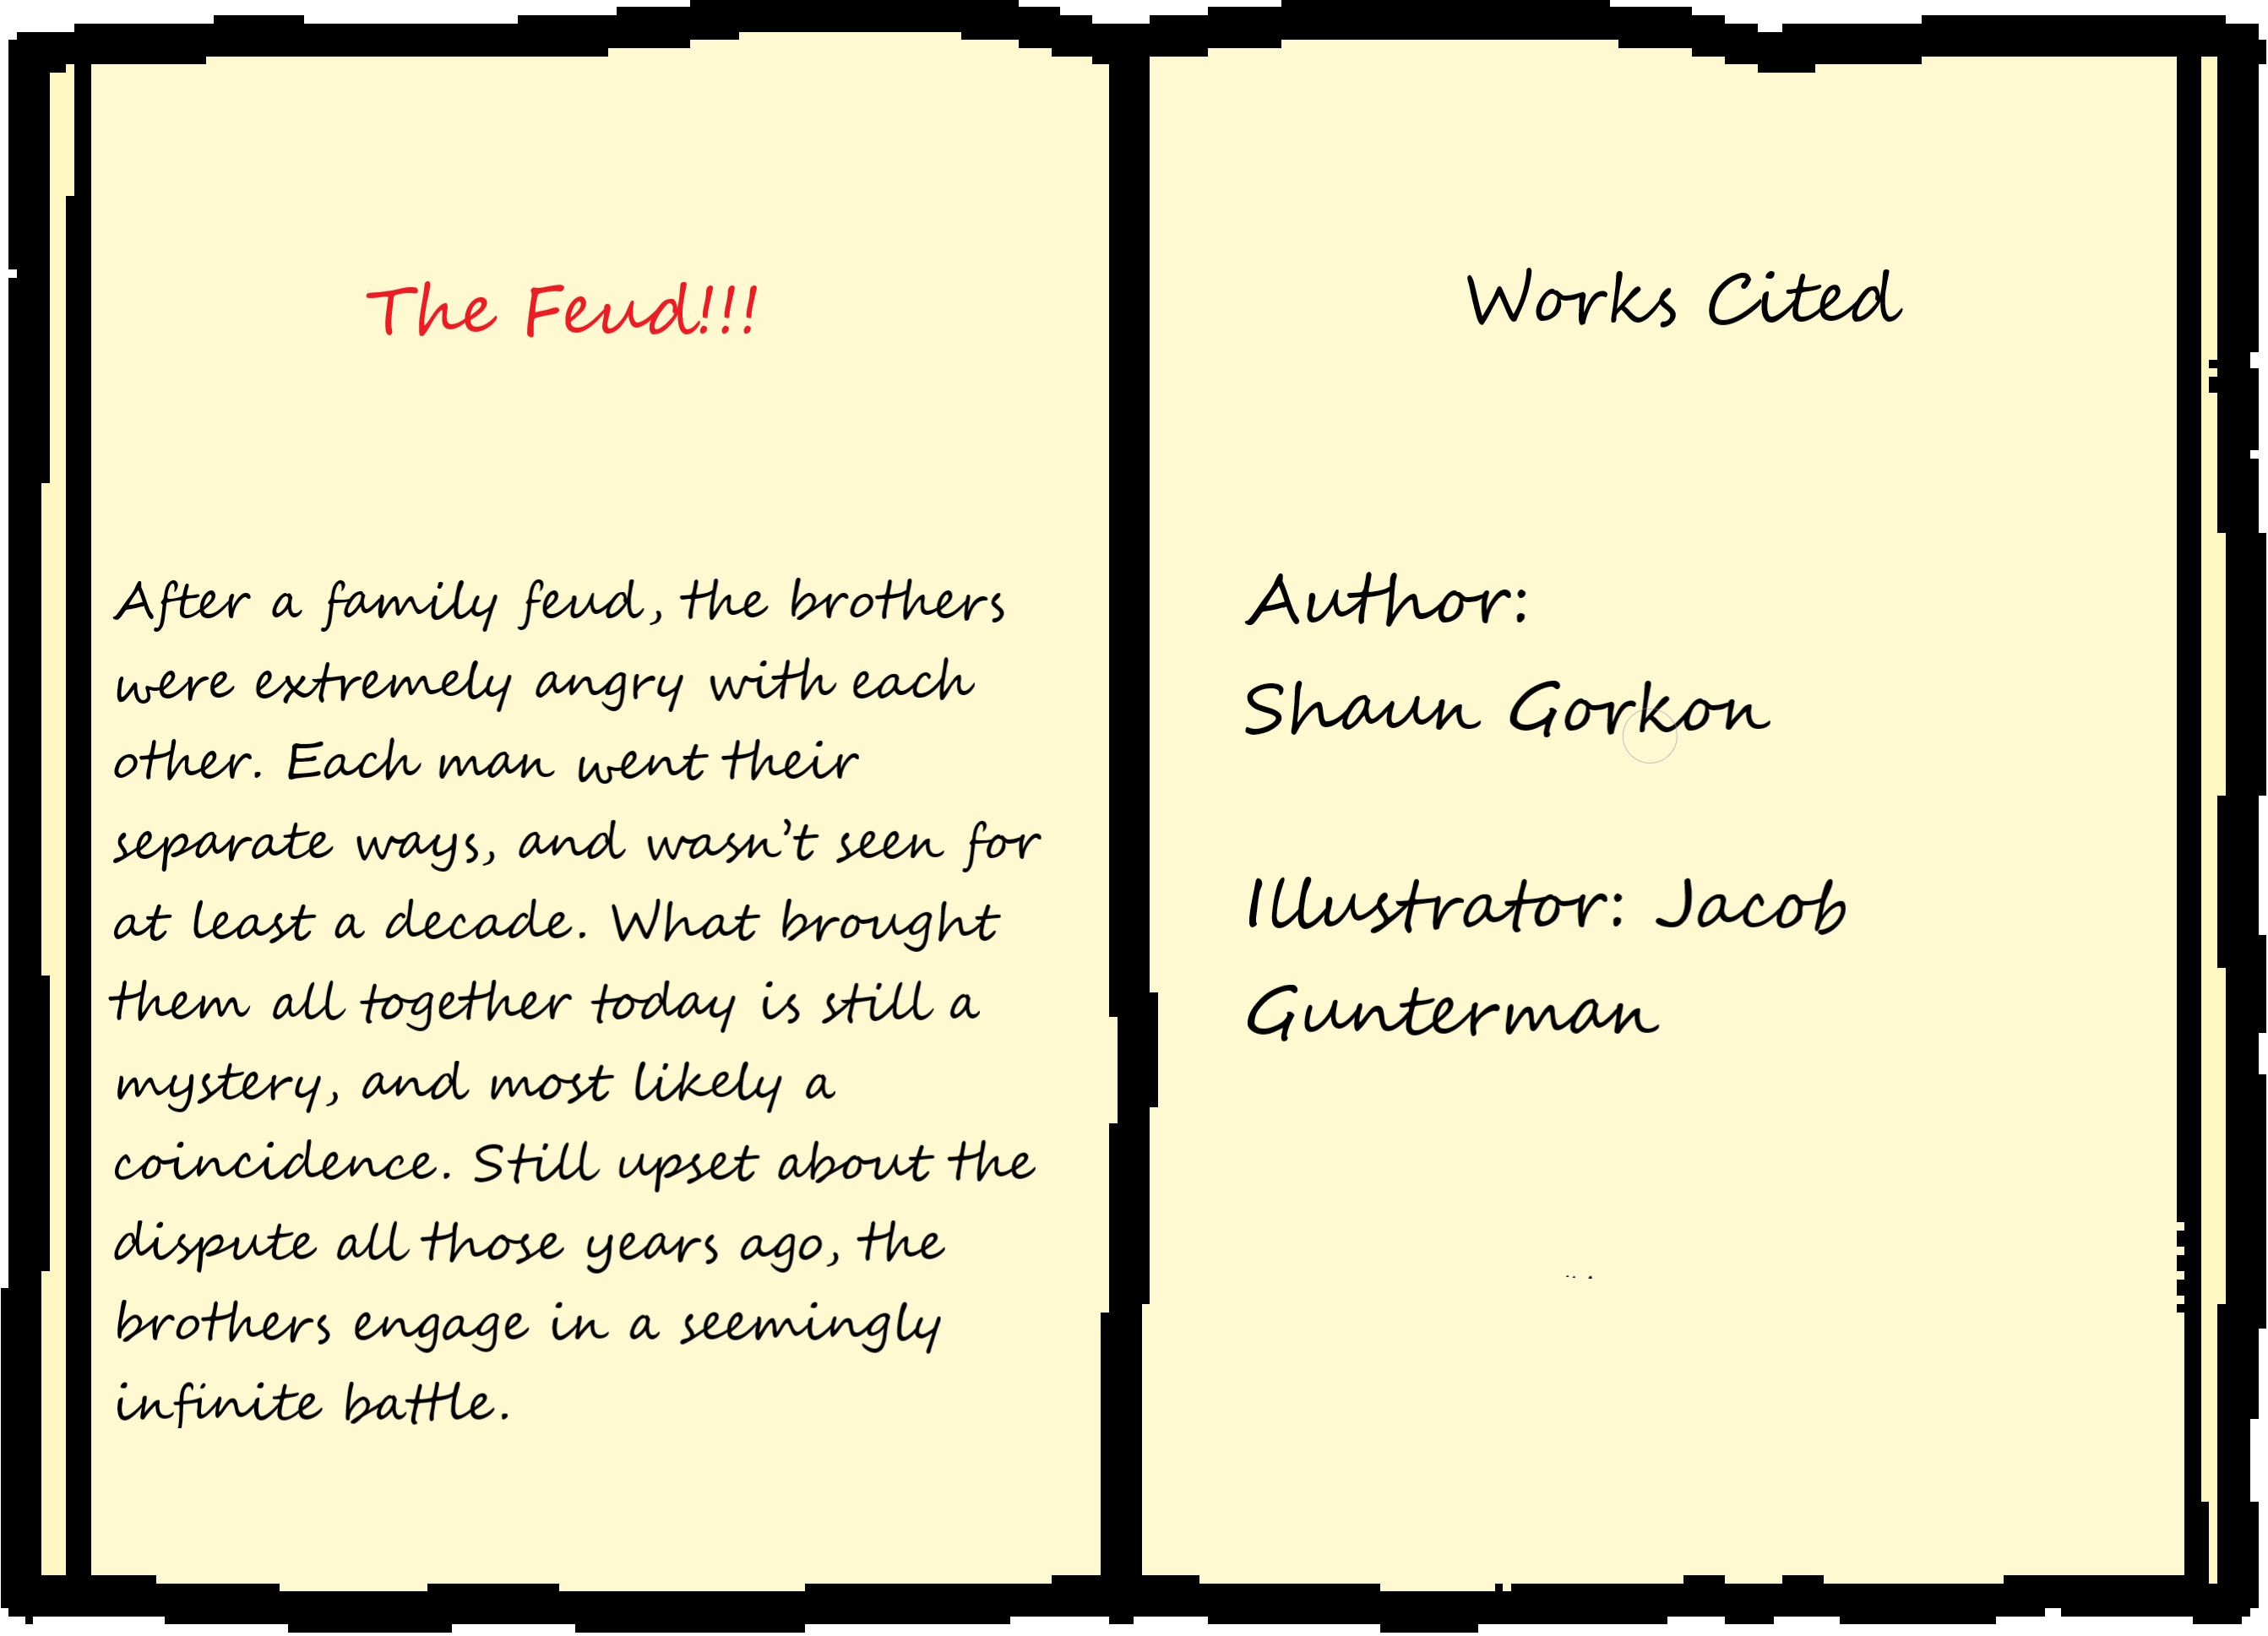 The Feud!!!
After a family feud, the brothers
were extremely angry with each
other. Each man went their
separate ways, and wasn't seen for
at least a decade. What brought
them all together today is still a
mystery, and most likely a
coincidence. Still upset about the
dispute all those years ago, the
brothers engage in a seemingly
infinite battle.
Works Cited
Author:
Shaun Gorkon
Illustrator: Jacob
Gunterman